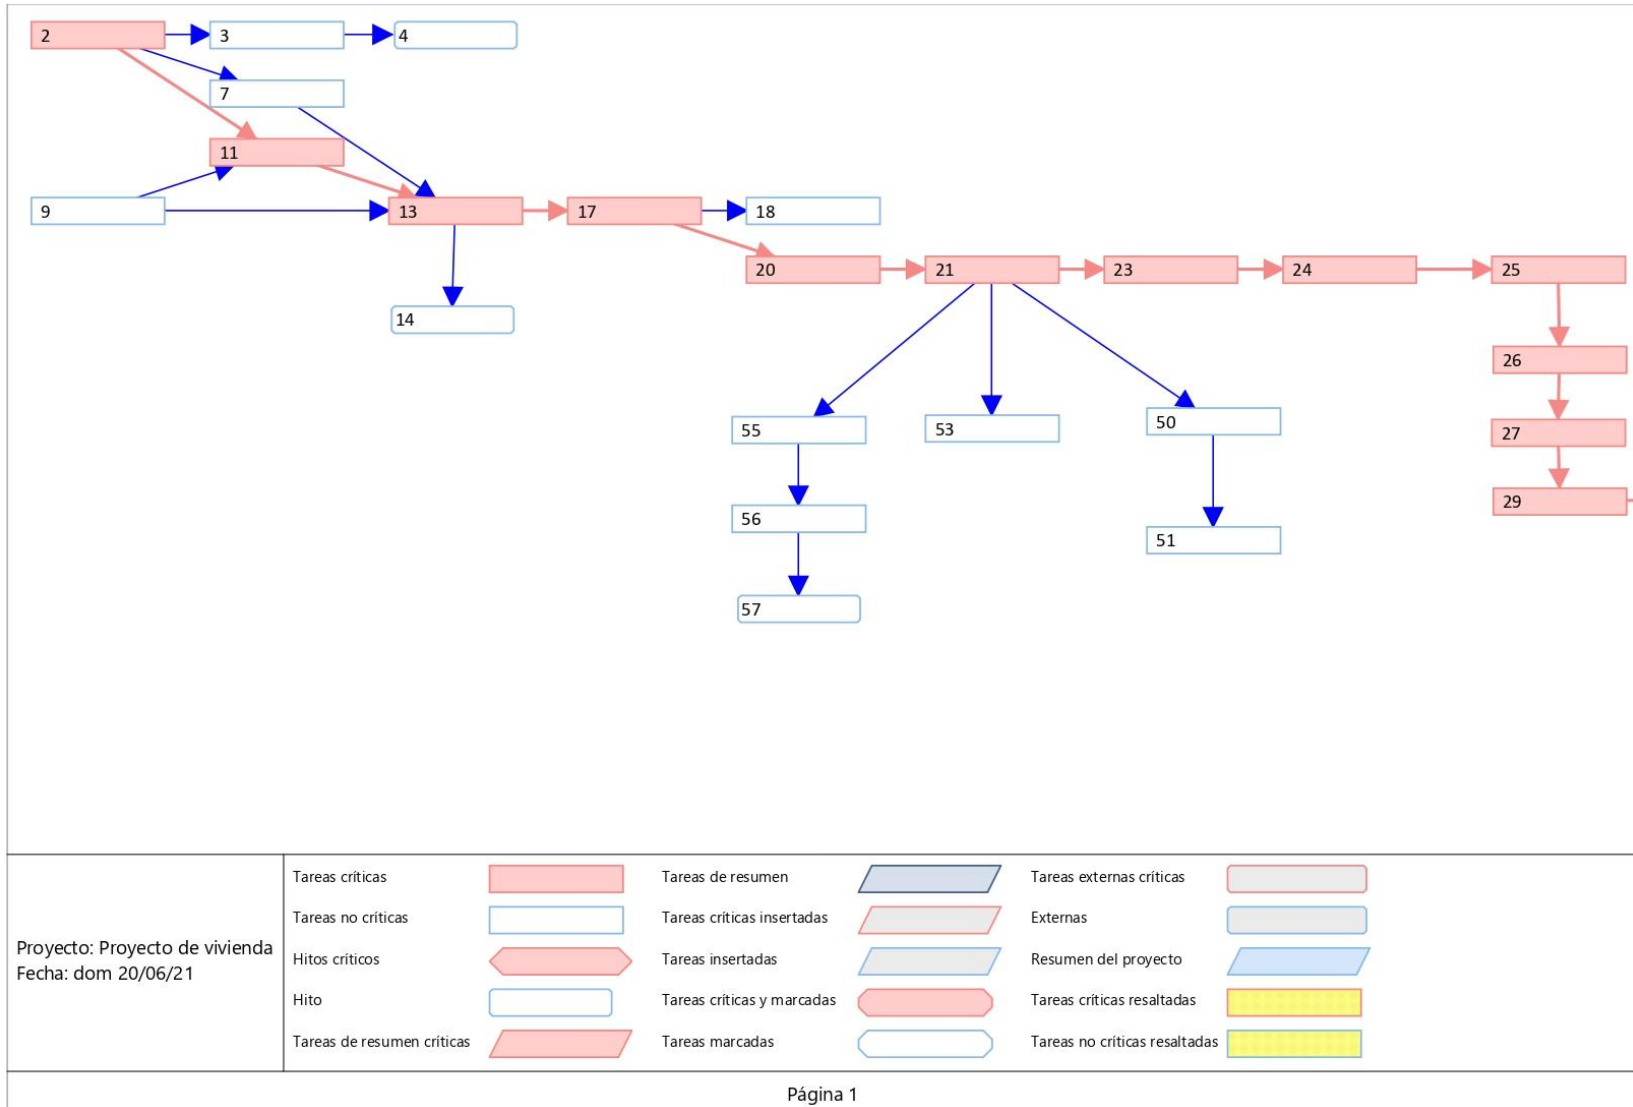 2
3
4
7
11
9
13
17
18
20
21
23
24
25
14
26
55
53
50
27
29
56
51
57
Proyecto: Proyecto de vivienda
Fecha: dom 20/06/21
Tareas críticas
Tareas no críticas
Hitos críticos
Hito
Tareas de resumen críticas
Tareas de resumen
Tareas críticas insertadas
Tareas insertadas
Tareas críticas y marcadas
Tareas marcadas
Tareas externas críticas
Externas
Resumen del proyecto
Tareas críticas resaltadas
Tareas no críticas resaltadas
Página 1